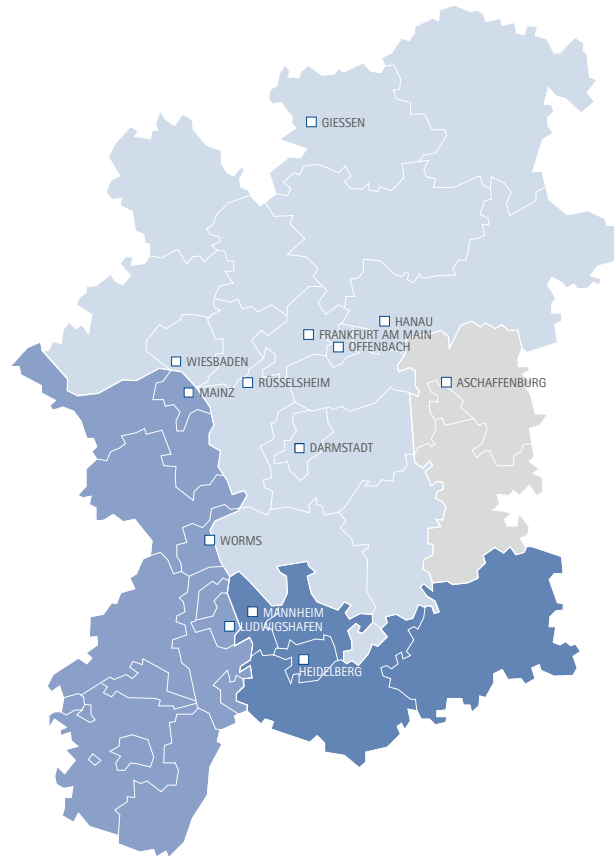 GIESSEN
HANAU
FRANKFURT AM MAIN
OFFENBACH
WIESBADEN
RÜSSELSHEIM
ASCHAFFENBURG
MAINZ
DARMSTADT
WORMS
MANNHEIM
LUDWIGSHAFEN
HEIDELBERG